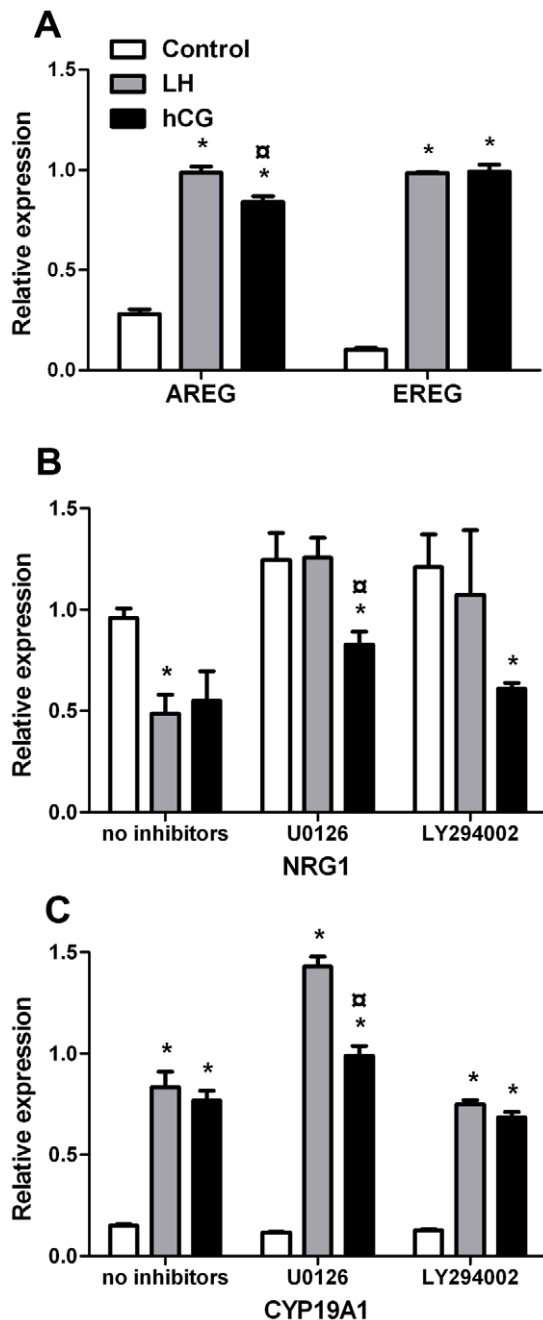 A
Control
LH
hCG
Relative expression
1.5
1.0
0.5
0.0
* ¤ * * *
AREG EREG
B
Relative expression
1.5
1.0
0.5
0.0
* ¤ * *
no inhibitors U0126 LY294002
NRG1
C
Relative expression
1.5
1.0
0.5
0.0
* * * ¤ * * *
no inhibitors U0126 LY294002
CYP19A1